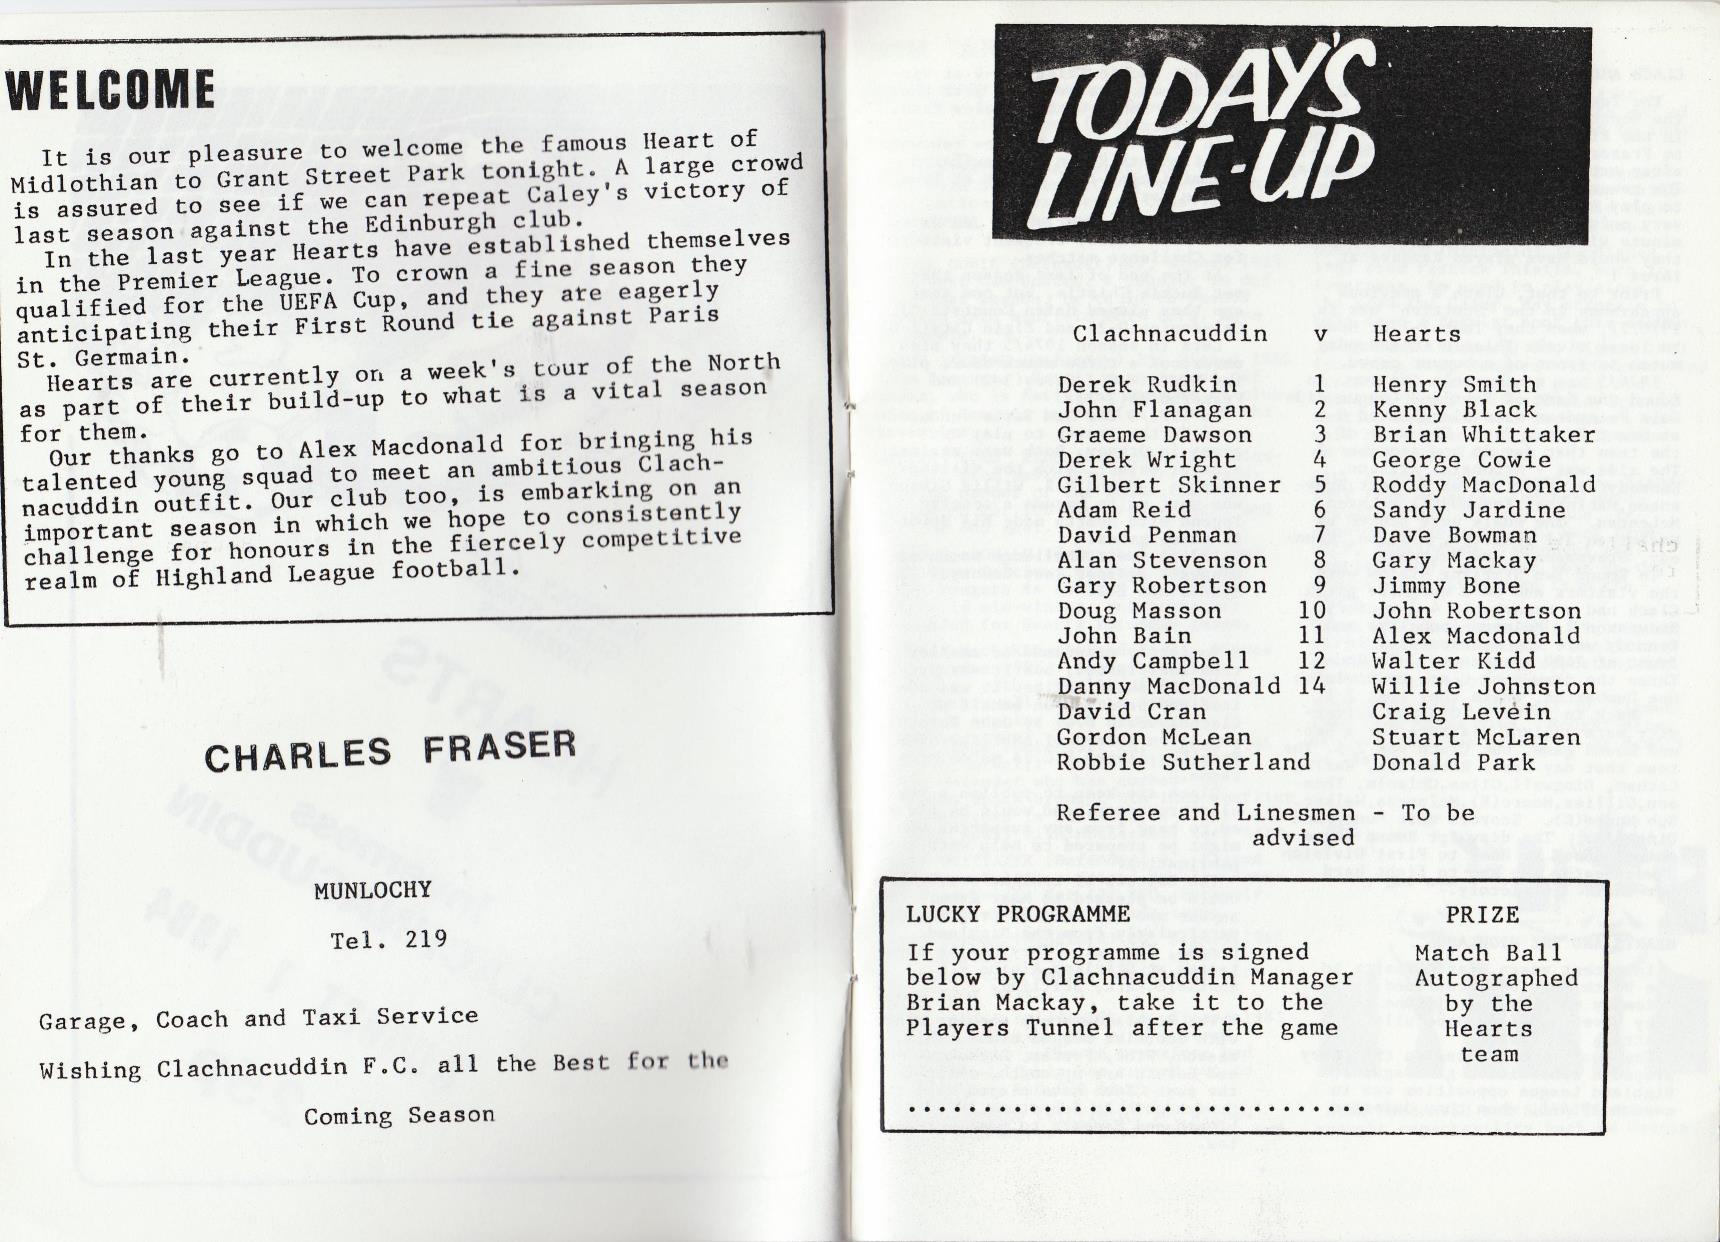 WELCOME
It is our pleasure to welcome the famous Heart of
Midlothian to Grant Street Park tonight. A large crowd
is assured to see if we can repeat Caley's victory of
last season against the Edinburgh club.
In the last year Hearts have established themselves
in the Premier League. To crown a fine season they
qualified for the UEFA Cup, and they are eagerly
anticipating their First Round tie against Paris
St. Germain.
Hearts are currently on a week's tour of the North
as part of their build-up to what is a vital season
for them.
Our thanks go to Alex Macdonald for bringing his
talented young squad to meet an ambitious Clach-
nacuddin outfit. Our club too, is embarking on an
important season in which we hope to consistently
challenge for honours in the fiercely competitive
realm of Highland League football.
CHARLES FRASER
MUNLOCHY
Tel. 219
Garage, Coach and Taxi Service
Wishing Clachnacuddin F.C. all the Best for the
Coming Season
TODAY'S
LINE-UP
Clachnacuddin v Hearts
Derek Rudkin 1 Henry Smith
John Flanagan 2 Kenny Black
Graeme Dawson 3 Brian Whittaker
Derek Wright 4 George Cowie
Gilbert Skinner 5 Roddy MacDonald
Adam Reid 6 Sandy Jardine
David Penman 7 Dave Bowman
Alan Stevenson 8 Gary Mackay
Gary Robertson 9 Jimmy Bone
Doug Masson 10 John Robertson
John Bain 11 Alex Macdonald
Andy Campbell 12 Walter Kidd
Danny MacDonald 14 Willie Johnston
David Cran Craig Levein
Gordon McLean Stuart McLaren
Robbie Sutherland Donald Park
Referee and Linesmen - To be
advised
LUCKY PROGRAMME PRIZE
If your programme is signed Match Ball
below by Clachnacuddin Manager Autographed
Brian Mackay, take it to the by the
Players Tunnel after the game Hearts
team
...............................